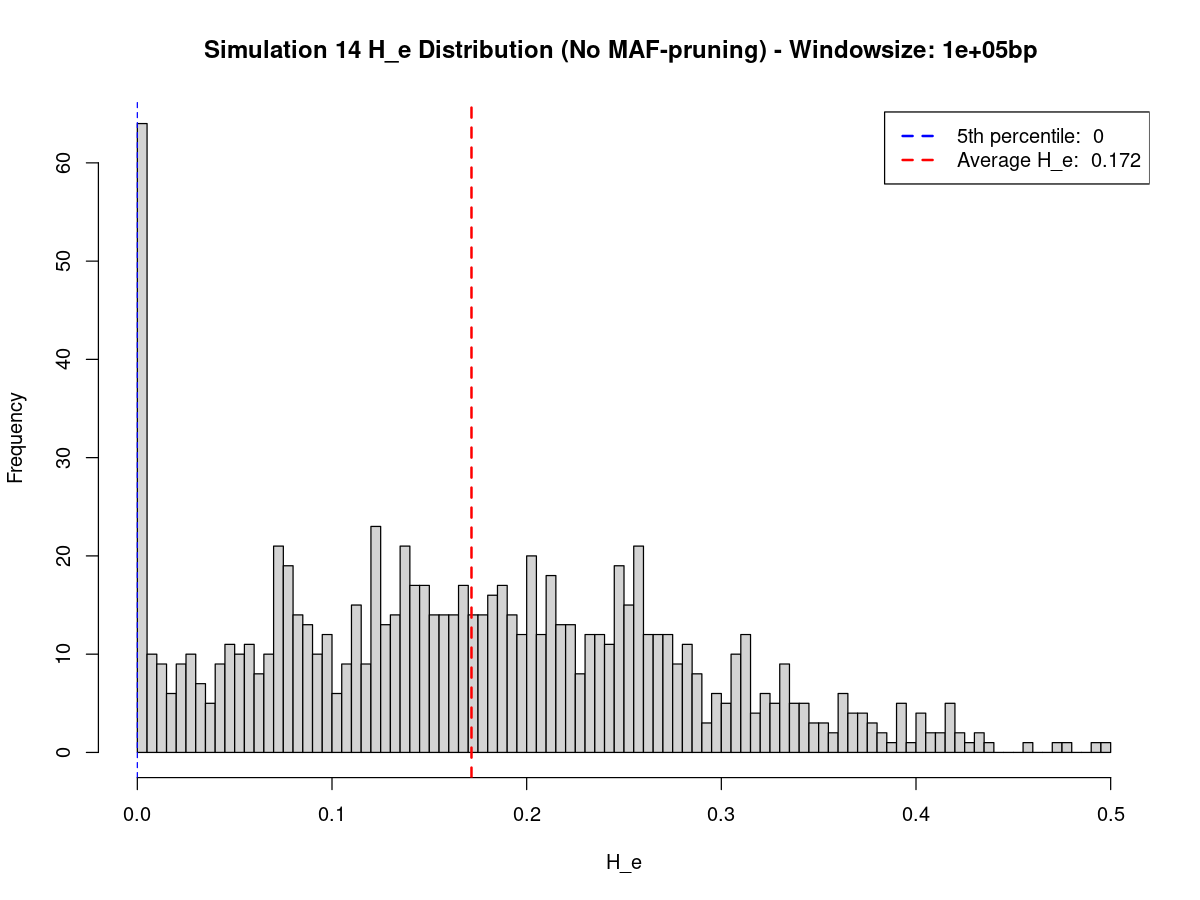 Simulation 14 H_e Distribution (No MAF-pruning) - Windowsize: 1e+05bp
5th percentile:  0
Average H_e:  0.172
Frequency
60
50
40
30
20
10
0
0.0 0.1 0.2 0.3 0.4 0.5
H_e